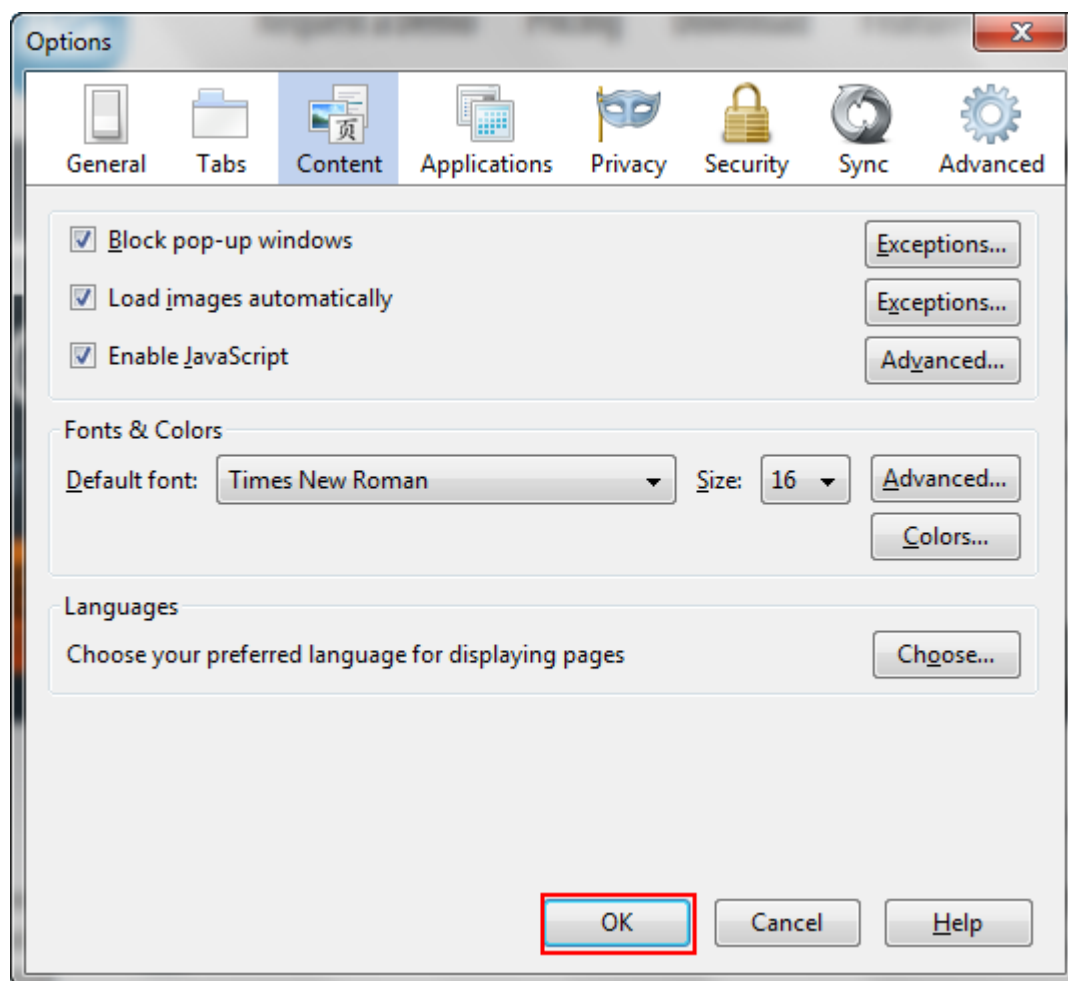 Options
General Tabs Content Applications Privacy Security Sync Advanced
页
Block pop-up windows Exceptions...
Load images automatically Exceptions...
Enable JavaScript Advanced...
Fonts & Colors
Default font: Times New Roman Size: 16 Advanced...
Colors...
Languages
Choose your preferred language for displaying pages Choose...
OK Cancel Help